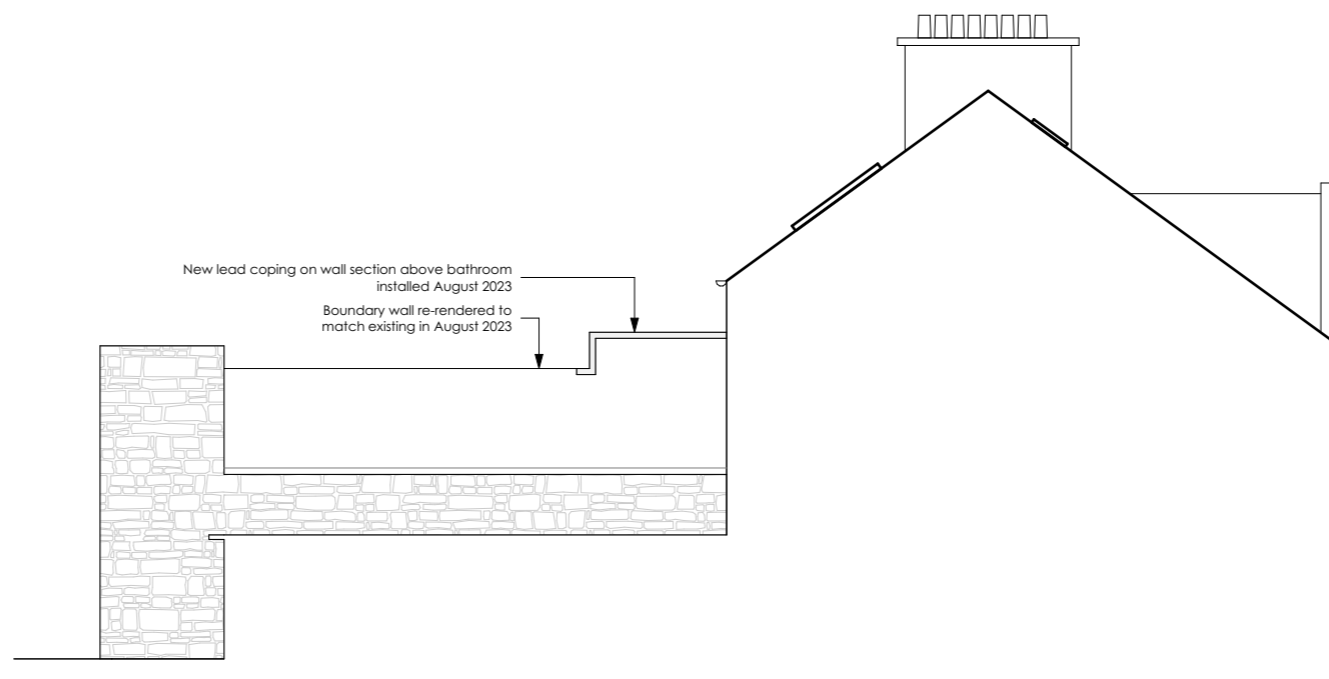 New lead coping on wall section above bathroom
installed August 2023
Boundary wall re-rendered to
match existing in August 2023